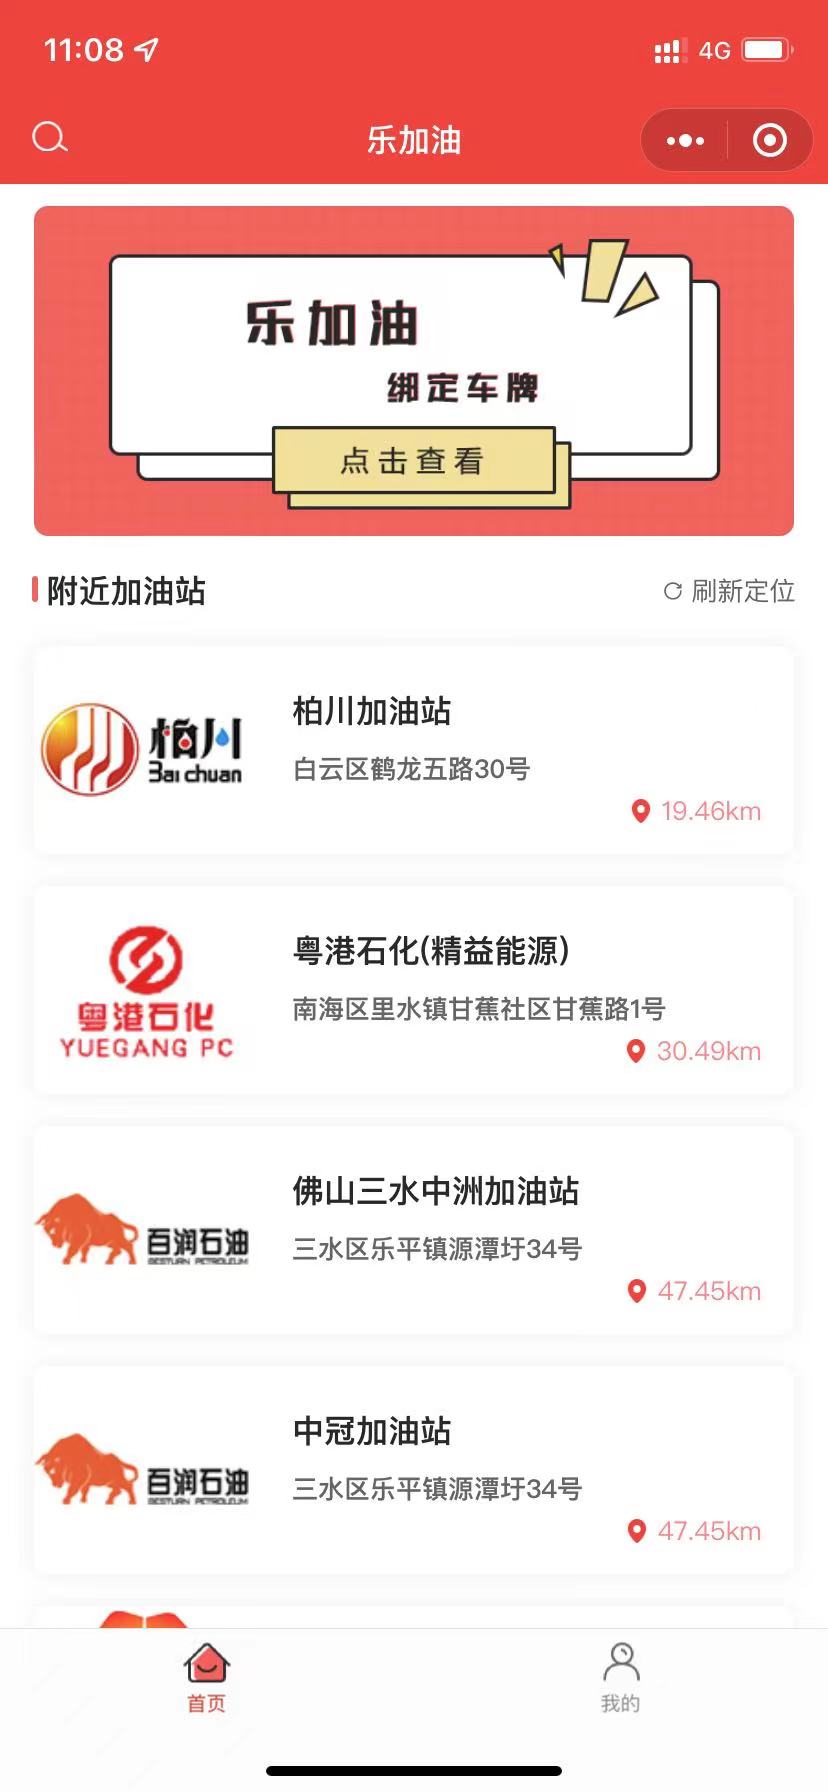 11:08
4G
乐加油
乐加油
绑定车牌
点击查看
附近加油站
刷新定位
柏川
Bai chuan
柏川加油站
白云区鹤龙五路30号
19.46km
粤港石化
YUEGANG PC
粤港石化(精益能源)
南海区里水镇甘蕉社区甘蕉路1号
30.49km
百润石油
佛山三水中洲加油站
三水区乐平镇源潭圩34号
47.45km
百润石油
中冠加油站
三水区乐平镇源潭圩34号
47.45km
首页
我的